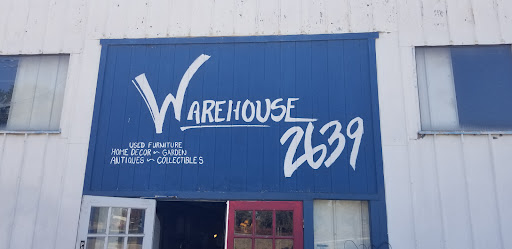 WAREHOUSE
2639
USED FURNITURE
HOME DECOR ~ GARDEN
ANTIQUES ~ COLLECTIBLES